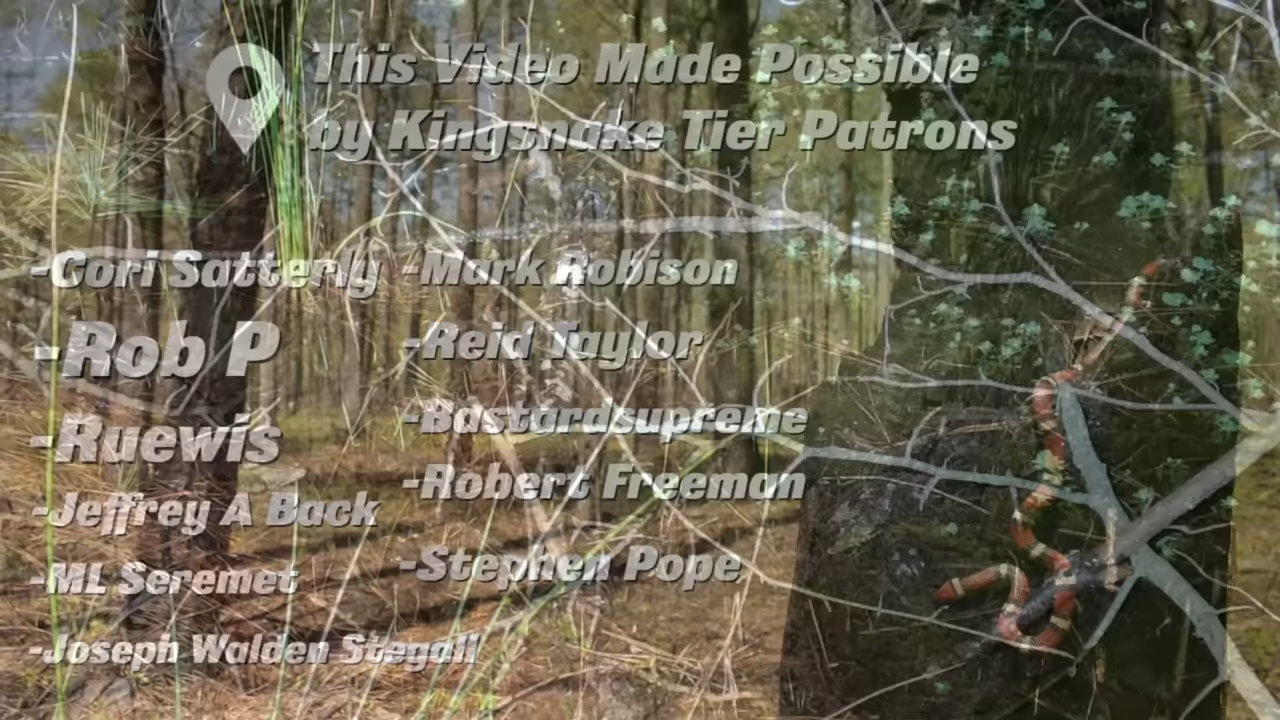 This Video Made Possible
by Kingsnake Tier Patrons
-Cori Satterly
-Rob P
-Ruewis
-Jeffrey A Back
-ML Seremet
-Joseph Walden Stegall
-Mark Robison
-Reid Taylor
-Bastardsupreme
-Robert Freeman
-Stephen Pope